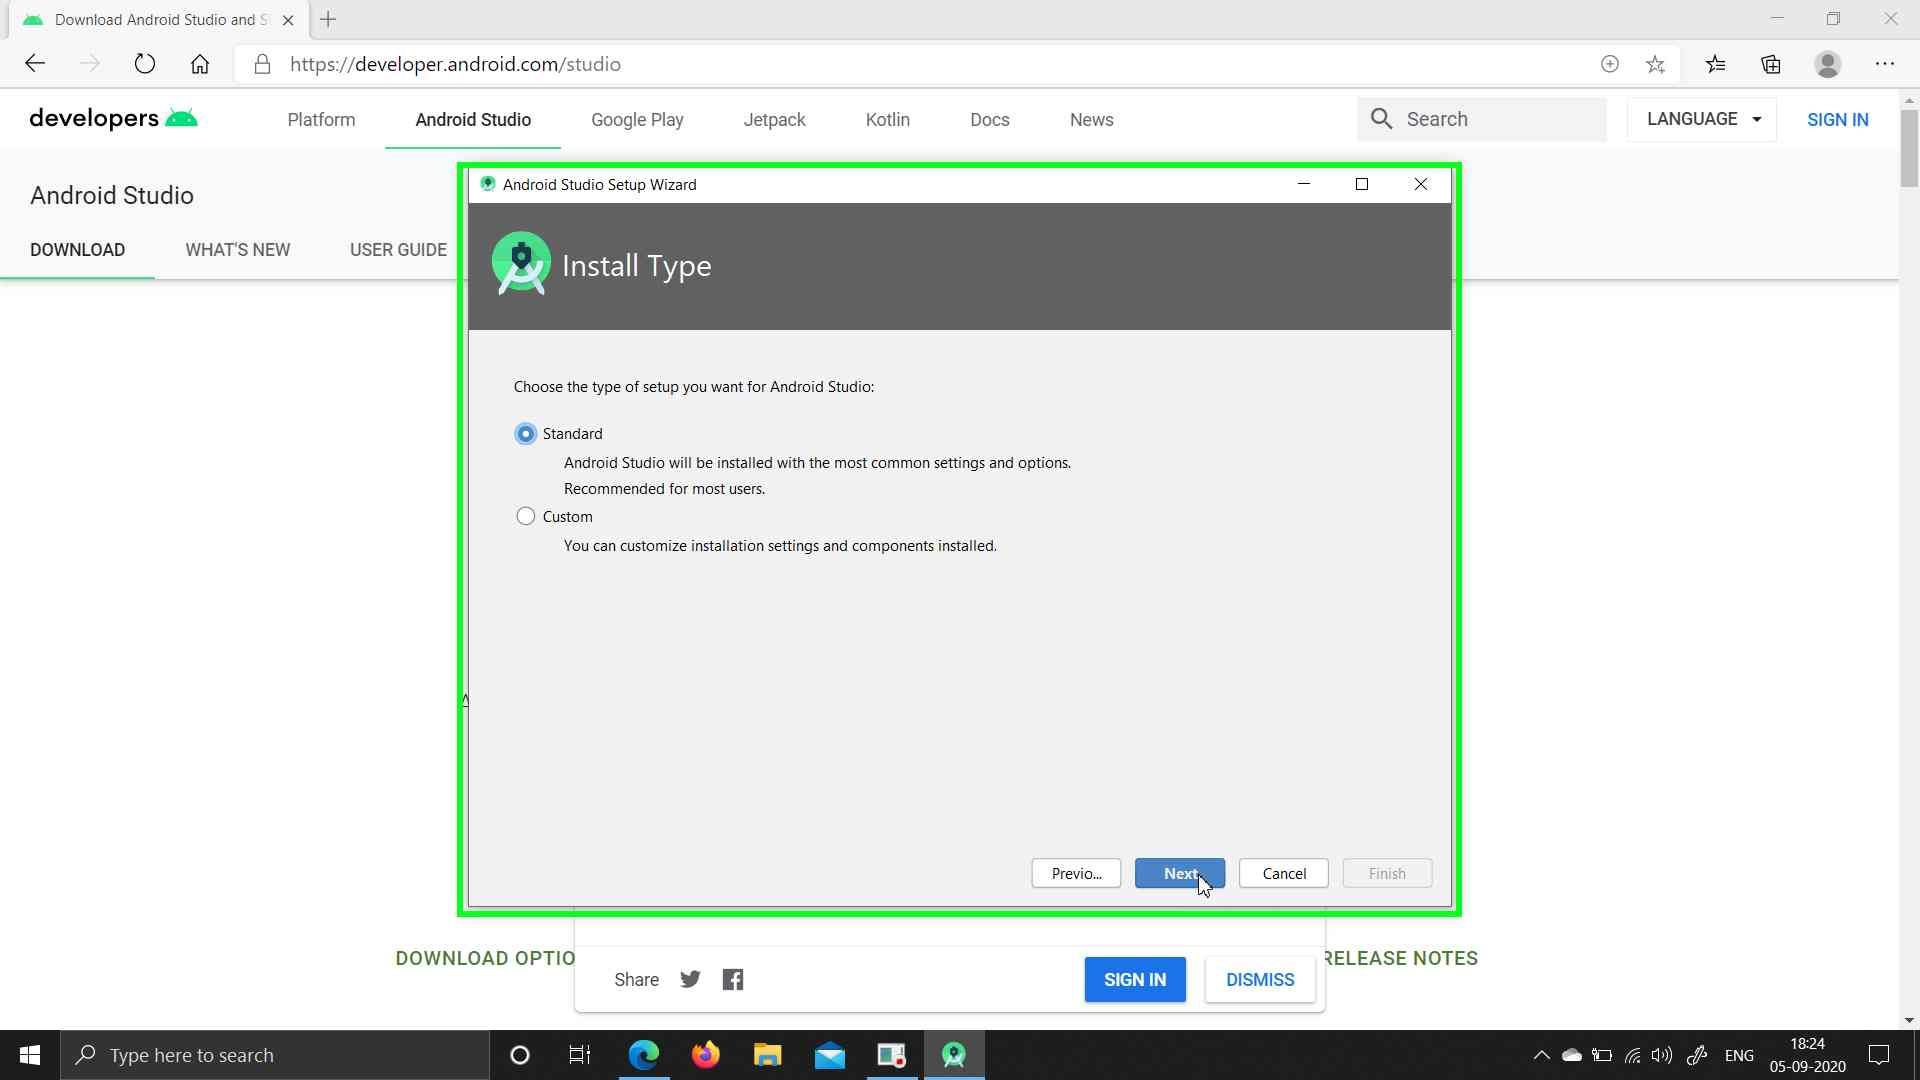 Download Android Studio and S
https://developer.android.com/studio
developers
Platform
Android Studio
Google Play
Jetpack
Kotlin
Docs
News
Search
LANGUAGE
SIGN IN
Android Studio
DOWNLOAD
WHAT'S NEW
USER GUIDE
Android Studio Setup Wizard
Install Type
Choose the type of setup you want for Android Studio:
Standard
Android Studio will be installed with the most common settings and options.
Recommended for most users.
Custom
You can customize installation settings and components installed.
Previo...
Next
Cancel
Finish
DOWNLOAD OPTIO
RELEASE NOTES
Share
SIGN IN
DISMISS
Type here to search
ENG
18:24
05-09-2020